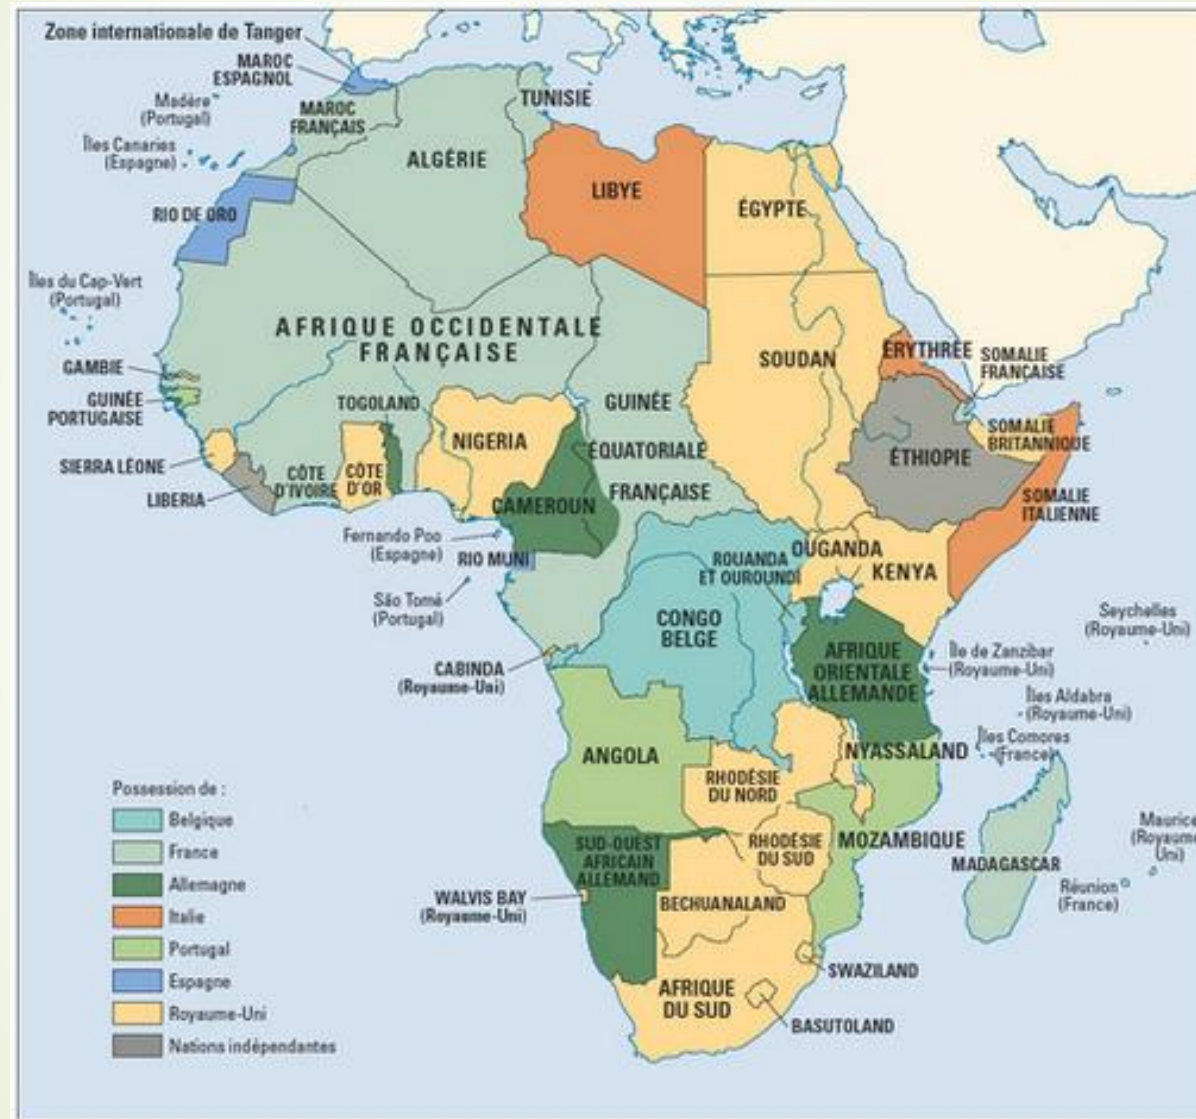 Zone internationale de Tanger
MAROC
ESPAGNOL
Madère
(Portugal)
MAROC
FRANÇAIS
TUNISIE
Îles Canaries
(Espagne)
ALGÉRIE
LIBYE
ÉGYPTE
RIO DE ORO
Îles du Cap-Vert
(Portugal)
AFRIQUE OCCIDENTALE
FRANÇAISE
SOUDAN
ÉRYTHRÉE
SOMALIE
FRANÇAISE
GAMBIE
GUINÉE
PORTUGAISE
TOGOLAND
NIGERIA
GUINÉE
ÉQUATORIALE
FRANÇAISE
SOMALIE
BRITANNIQUE
ÉTHIOPIE
SIERRA LÉONE
LIBERIA
CÔTE
D'IVOIRE
CÔTE
D'OR
CAMEROUN
SOMALIE
ITALIENNE
Fernando Poo
(Espagne)
RIO MUNI
ROUANDA
ET OUROUNDI
OUGANDA
KENYA
São Tomé
(Portugal)
CONGO
BELGE
Seychelles
(Royaume-Uni)
CABINDA
(Royaume-Uni)
AFRIQUE
ORIENTALE
ALLEMANDE
Île de Zanzibar
(Royaume-Uni)
Îles Aldabra
(Royaume-Uni)
Îles Comores
(France)
ANGOLA
NYASSALAND
RHODÉSIE
DU NORD
Possession de :
Belgique
France
Allemagne
Italie
Portugal
Espagne
Royaume-Uni
Nations indépendantes
SUD-OUEST
AFRICAIN
ALLEMAND
RHODÉSIE
DU SUD
MOZAMBIQUE
MADAGASCAR
Maurice
(Royaume
Uni)
Réunion
(France)
WALVIS BAY
(Royaume-Uni)
BECHUANALAND
SWAZILAND
AFRIQUE
DU SUD
BASUTOLAND